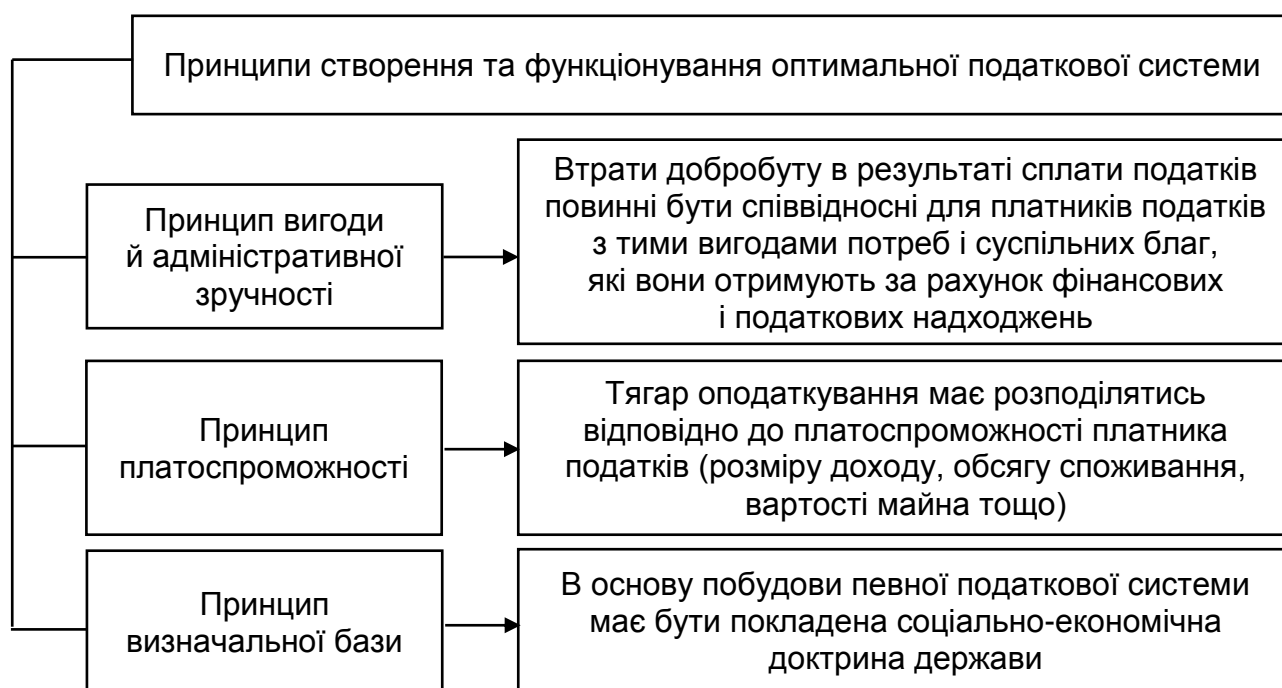 Принципи створення та функціонування оптимальної податкової системи
Принцип вигоди
й адміністративної
зручності
Втрати добробуту в результаті сплати податків
повинні бути співвідносні для платників податків
з тими вигодами потреб і суспільних благ,
які вони отримують за рахунок фінансових
і податкових надходжень
Принцип
платоспроможності
Тягар оподаткування має розподілятись
відповідно до платоспроможності платника
податків (розміру доходу, обсягу споживання,
вартості майна тощо)
Принцип
визначальної бази
В основу побудови певної податкової системи
має бути покладена соціально-економічна
доктрина держави